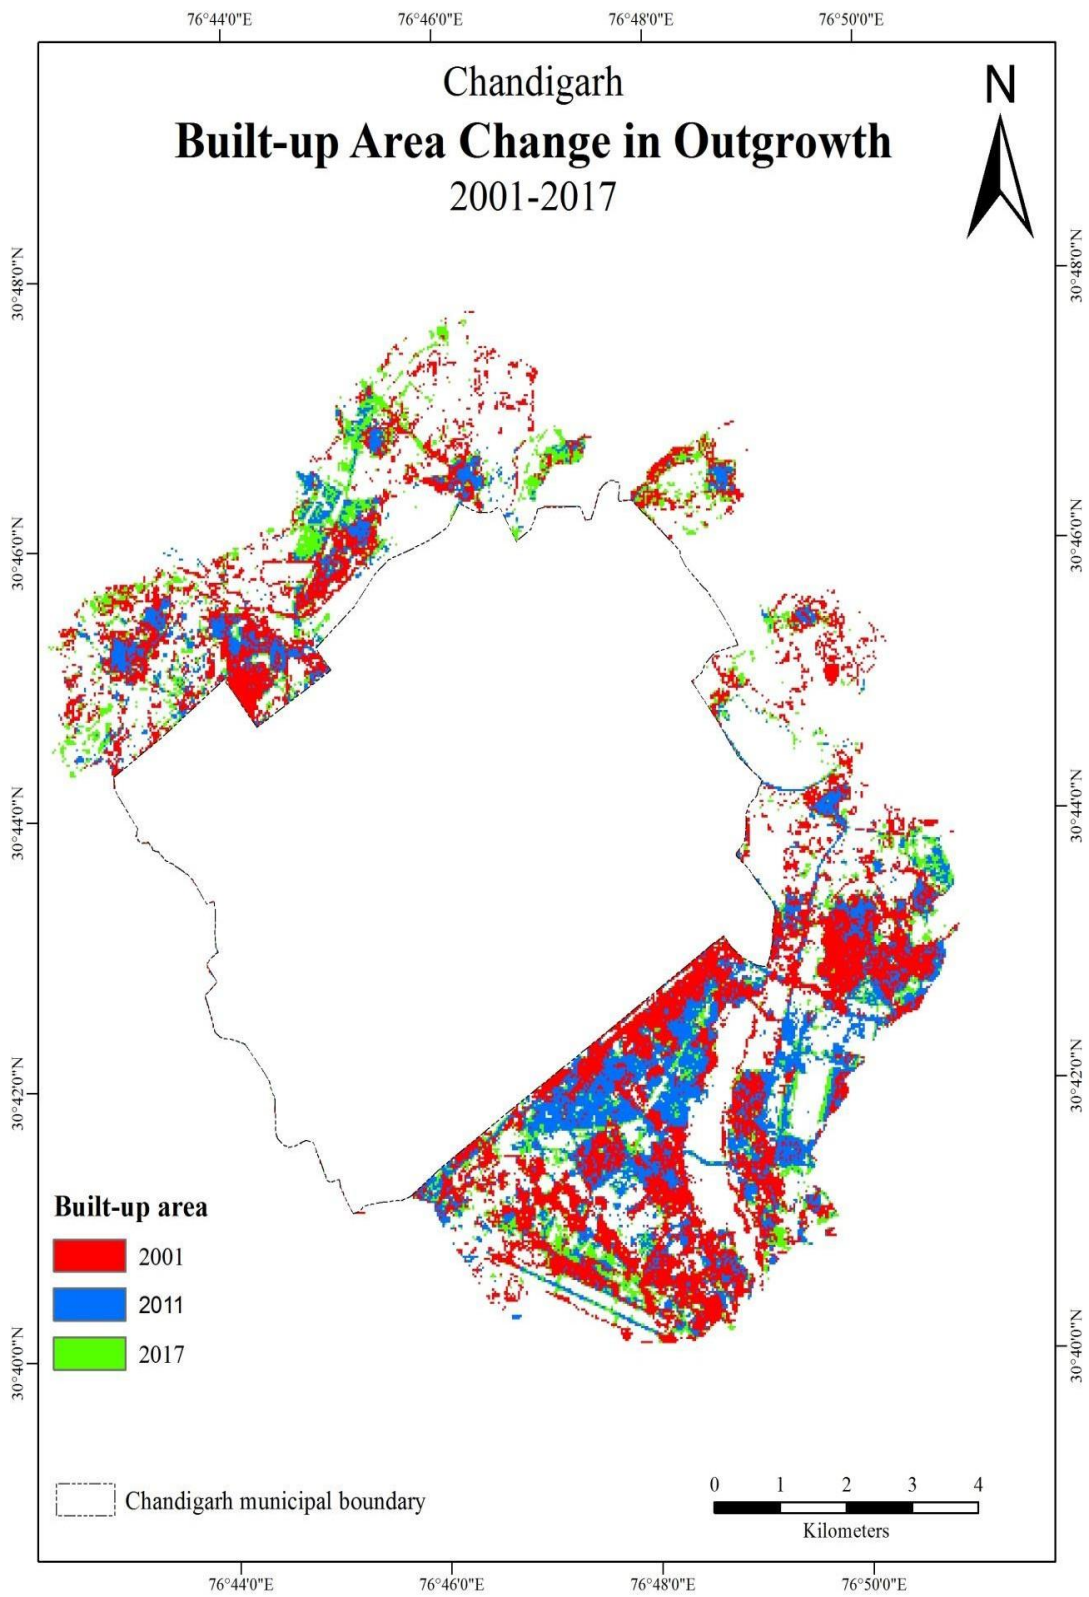 76°44'0"E 76°46'0"E 76°48'0"E 76°50'0"E
Chandigarh
Built-up Area Change in Outgrowth
2001-2017
N
30°48'0"N
30°46'0"N
30°44'0"N
30°42'0"N
30°40'0"N
30°48'0"N
30°46'0"N
30°44'0"N
30°42'0"N
30°40'0"N
Built-up area
2001
2011
2017
Chandigarh municipal boundary
0 1 2 3 4
Kilometers
76°44'0"E 76°46'0"E 76°48'0"E 76°50'0"E